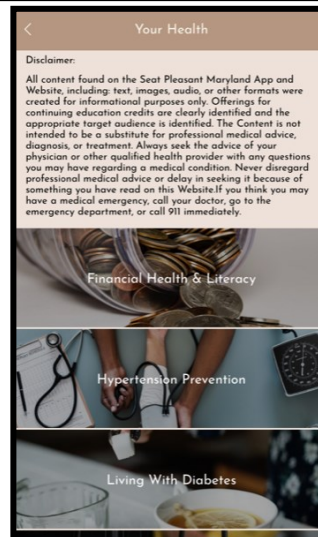 Your Health
Disclaimer:
All content found on the Seat Pleasant Maryland App and
Website, including: text, images, audio, or other formats were
created for informational purposes only. Offerings for
continuing education credits are clearly identified and the
appropriate target audience is identified. The Content is not
intended to be a substitute for professional medical advice,
diagnosis, or treatment. Always seek the advice of your
physician or other qualified health provider with any questions
you may have regarding a medical condition. Never disregard
professional medical advice or delay in seeking it because of
something you have read on this Website.If you think you may
have a medical emergency, call your doctor, go to the
emergency department, or call 911 immediately.
Financial Health & Literacy
Hypertension Prevention
Living With Diabetes